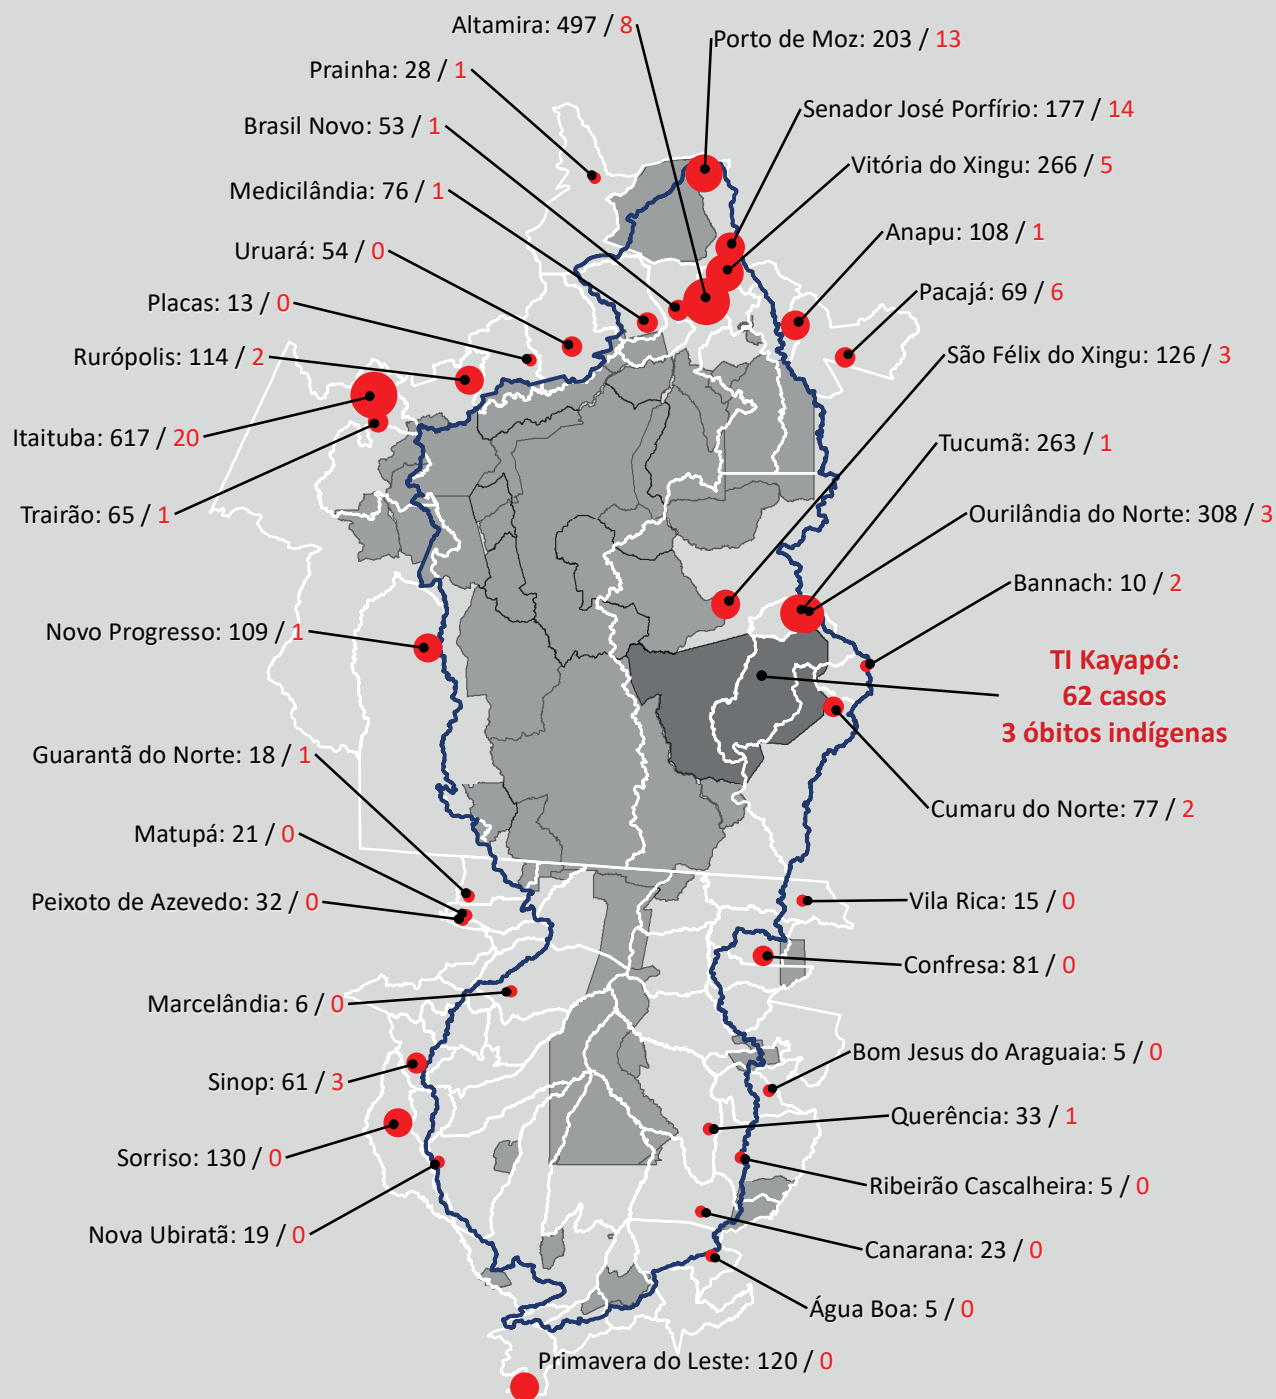 Altamira: 497 / 8
Porto de Moz: 203 / 13
Prainha: 28 / 1
Senador José Porfírio: 177 / 14
Brasil Novo: 53 / 1
Vitória do Xingu: 266 / 5
Medicilândia: 76 / 1
Anapu: 108 / 1
Uruará: 54 / 0
Pacajá: 69 / 6
Placas: 13 / 0
São Félix do Xingu: 126 / 3
Rurópolis: 114 / 2
Itaituba: 617 / 20
Tucumã: 263 / 1
Trairão: 65 / 1
Ourilândia do Norte: 308 / 3
Bannach: 10 / 2
Novo Progresso: 109 / 1
TI Kayapó:
62 casos
3 óbitos indígenas
Guarantã do Norte: 18 / 1
Cumaru do Norte: 77 / 2
Matupá: 21 / 0
Peixoto de Azevedo: 32 / 0
Vila Rica: 15 / 0
Confresa: 81 / 0
Marcelândia: 6 / 0
Bom Jesus do Araguaia: 5 / 0
Sinop: 61 / 3
Querência: 33 / 1
Sorriso: 130 / 0
Ribeirão Cascalheira: 5 / 0
Nova Ubiratã: 19 / 0
Canarana: 23 / 0
Água Boa: 5 / 0
Primavera do Leste: 120 / 0